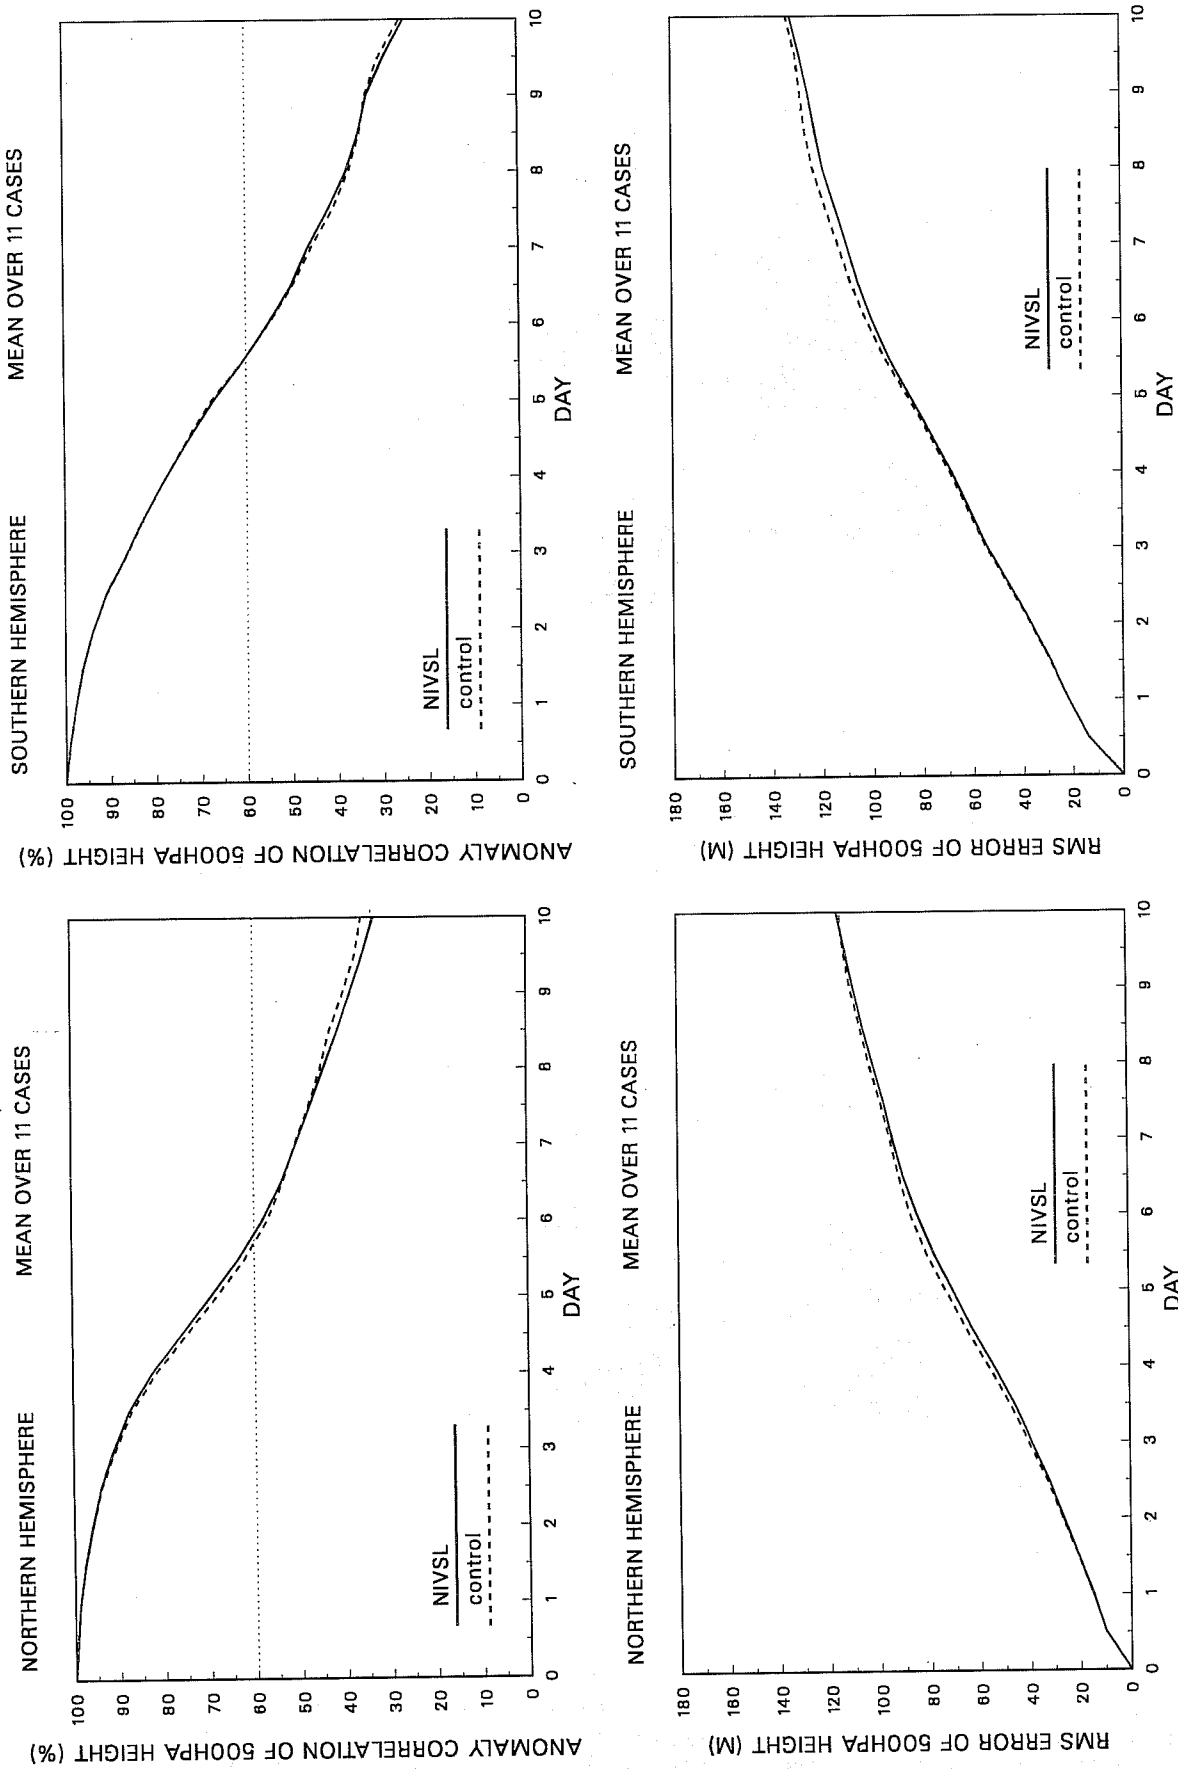 NORTHERN HEMISPHERE MEAN OVER 11 CASES
ANOMALY CORRELATION OF 500HPA HEIGHT (%)
100
90
80
70
60
50
40
30
20
10
0
NIVSL
control
0 1 2 3 4 5 6 7 8 9 10
DAY
SOUTHERN HEMISPHERE MEAN OVER 11 CASES
ANOMALY CORRELATION OF 500HPA HEIGHT (%)
100
90
80
70
60
50
40
30
20
10
0
NIVSL
control
0 1 2 3 4 5 6 7 8 9 10
DAY
NORTHERN HEMISPHERE MEAN OVER 11 CASES
RMS ERROR OF 500HPA HEIGHT (M)
180
160
140
120
100
80
60
40
20
0
NIVSL
control
0 1 2 3 4 5 6 7 8 9 10
DAY
SOUTHERN HEMISPHERE MEAN OVER 11 CASES
RMS ERROR OF 500HPA HEIGHT (M)
180
160
140
120
100
80
60
40
20
0
NIVSL
control
0 1 2 3 4 5 6 7 8 9 10
DAY